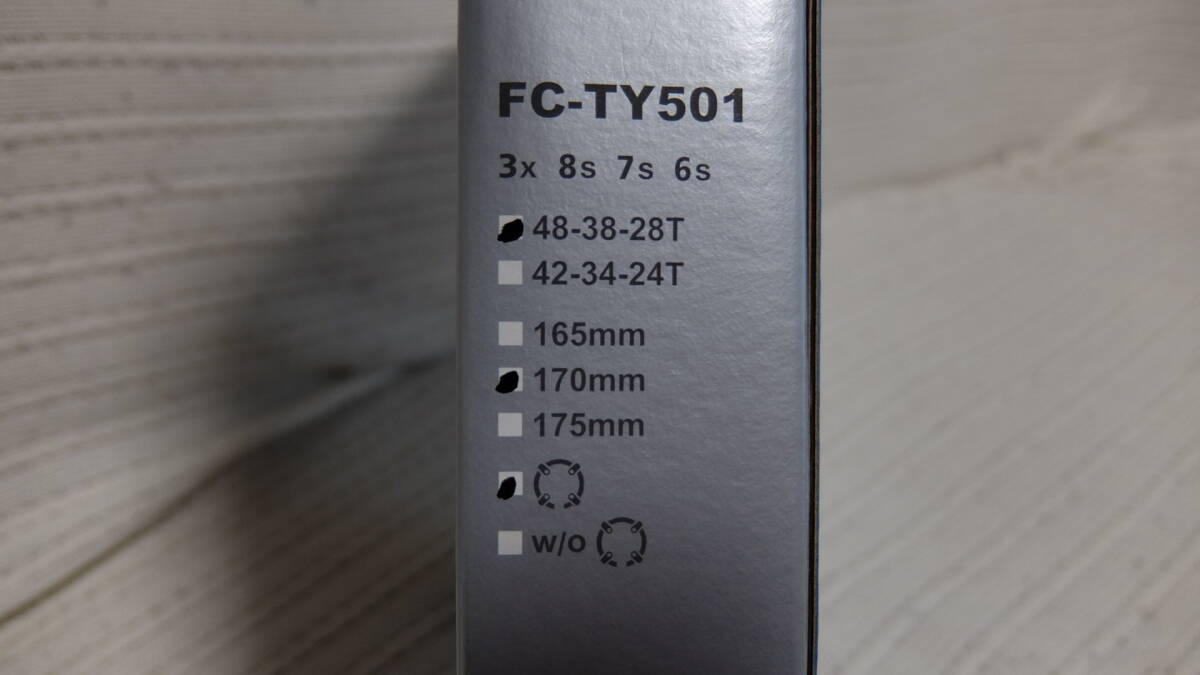 FC-TY501
3x 8s 7s 6s
48-38-28T
42-34-24T
165mm
170mm
175mm
w/o